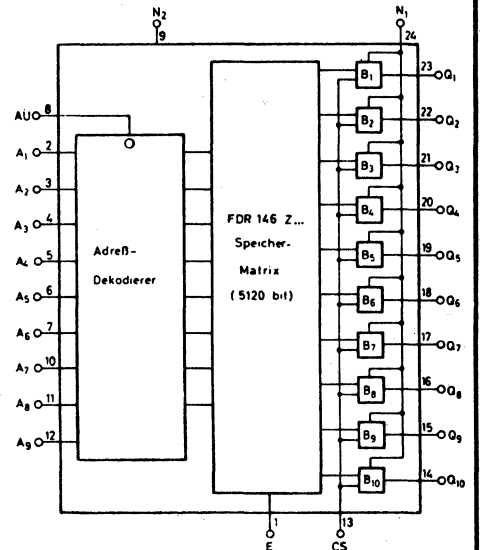 N2
N1
9
24
AÜ 8
A1 2
A2 3
A3 4
A4 5
A5 6
A6 7
A7 10
A8 11
A9 12
Adreß-
Dekodierer
FDR 146 Z...
Speicher-
Matrix
(5120 bit)
B1
23 Q1
B2
22 Q2
B3
21 Q7
B4
20 Q4
B5
19 Q5
B6
18 Q6
B7
17 Q7
B8
16 Q8
B9
15 Q9
B10
14 Q10
1
E
13
CS